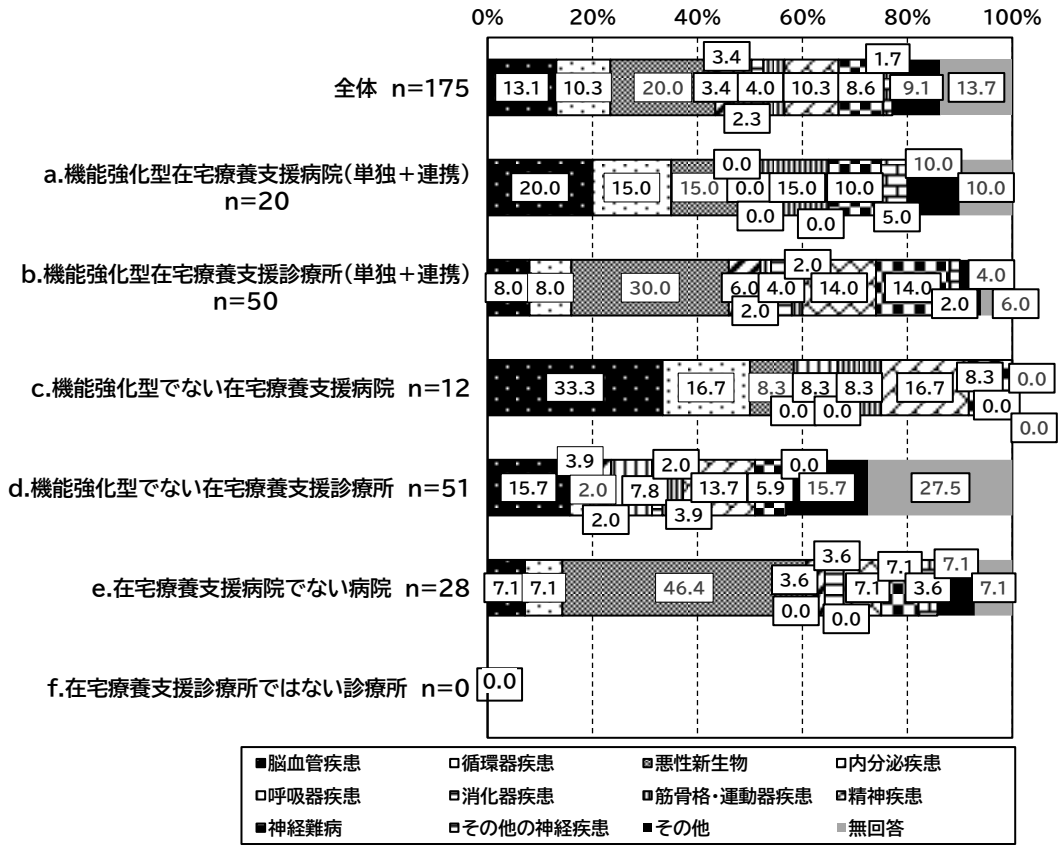 0% 20% 40% 60% 80% 100%
3.4 1.7
全体 n=175 13.1 10.3 20.0 3.4 4.0 10.3 8.6 9.1 13.7
2.3
0.0 10.0
a.機能強化型在宅療養支援病院(単独+連携)
n=20
20.0 15.0 15.0 0.0 15.0 10.0 10.0
0.0 0.0 5.0
2.0 4.0
b.機能強化型在宅療養支援診療所(単独+連携)
n=50
8.0 8.0 30.0 6.0 4.0 14.0 14.0
2.0 2.0 6.0
c.機能強化型でない在宅療養支援病院 n=12
33.3 16.7 8.3 8.3 8.3 16.7 8.3 0.0
0.0 0.0 0.0
0.0
3.9 2.0 0.0
d.機能強化型でない在宅療養支援診療所 n=51
15.7 2.0 7.8 13.7 5.9 15.7 27.5
2.0 3.9
3.6 7.1 7.1
e.在宅療養支援病院でない病院 n=28
7.1 7.1 46.4 3.6 7.1 3.6 7.1
0.0 0.0
f.在宅療養支援診療所ではない診療所 n=0 0.0
脳血管疾患 循環器疾患 悪性新生物 内分泌疾患
呼吸器疾患 消化器疾患 筋骨格・運動器疾患 精神疾患
神経難病 その他の神経疾患 その他 無回答